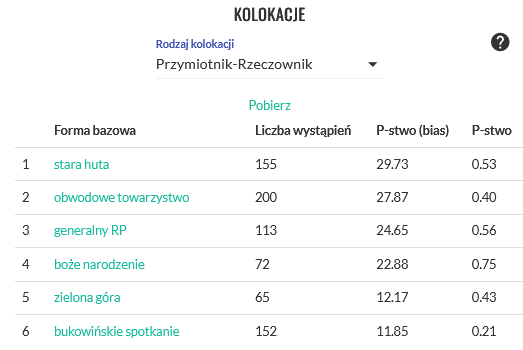 KOLOKACJE
Rodzaj kolokacji
Przymiotnik-Rzeczownik
?
Pobierz
Forma bazowa Liczba wystąpień P-stwo (bias) P-stwo
1 stara huta 155 29.73 0.53
2 obwodowe towarzystwo 200 27.87 0.40
3 generalny RP 113 24.65 0.56
4 boże narodzenie 72 22.88 0.75
5 zielona góra 65 12.17 0.43
6 bukowińskie spotkanie 152 11.85 0.21